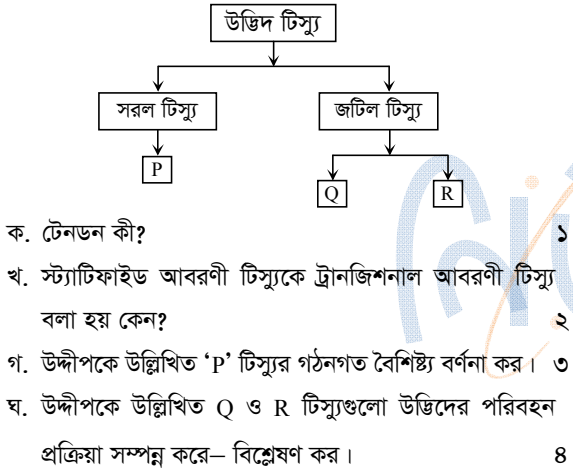 উদ্ভিদ টিস্যু
সরল টিস্যু জটিল টিস্যু
P
Q R
ক. টেনডন কী? ১
খ. স্ট্যাটিফাইড আবরণী টিস্যুকে ট্রানজিশনাল আবরণী টিস্যু
বলা হয় কেন? ২
গ. উদ্দীপকে উল্লিখিত ‘P’ টিস্যুর গঠনগত বৈশিষ্ট্য বর্ণনা কর। ৩
ঘ. উদ্দীপকে উল্লিখিত Q ও R টিস্যুগুলো উদ্ভিদের পরিবহন
প্রক্রিয়া সম্পন্ন করে– বিশ্লেষণ কর। ৪